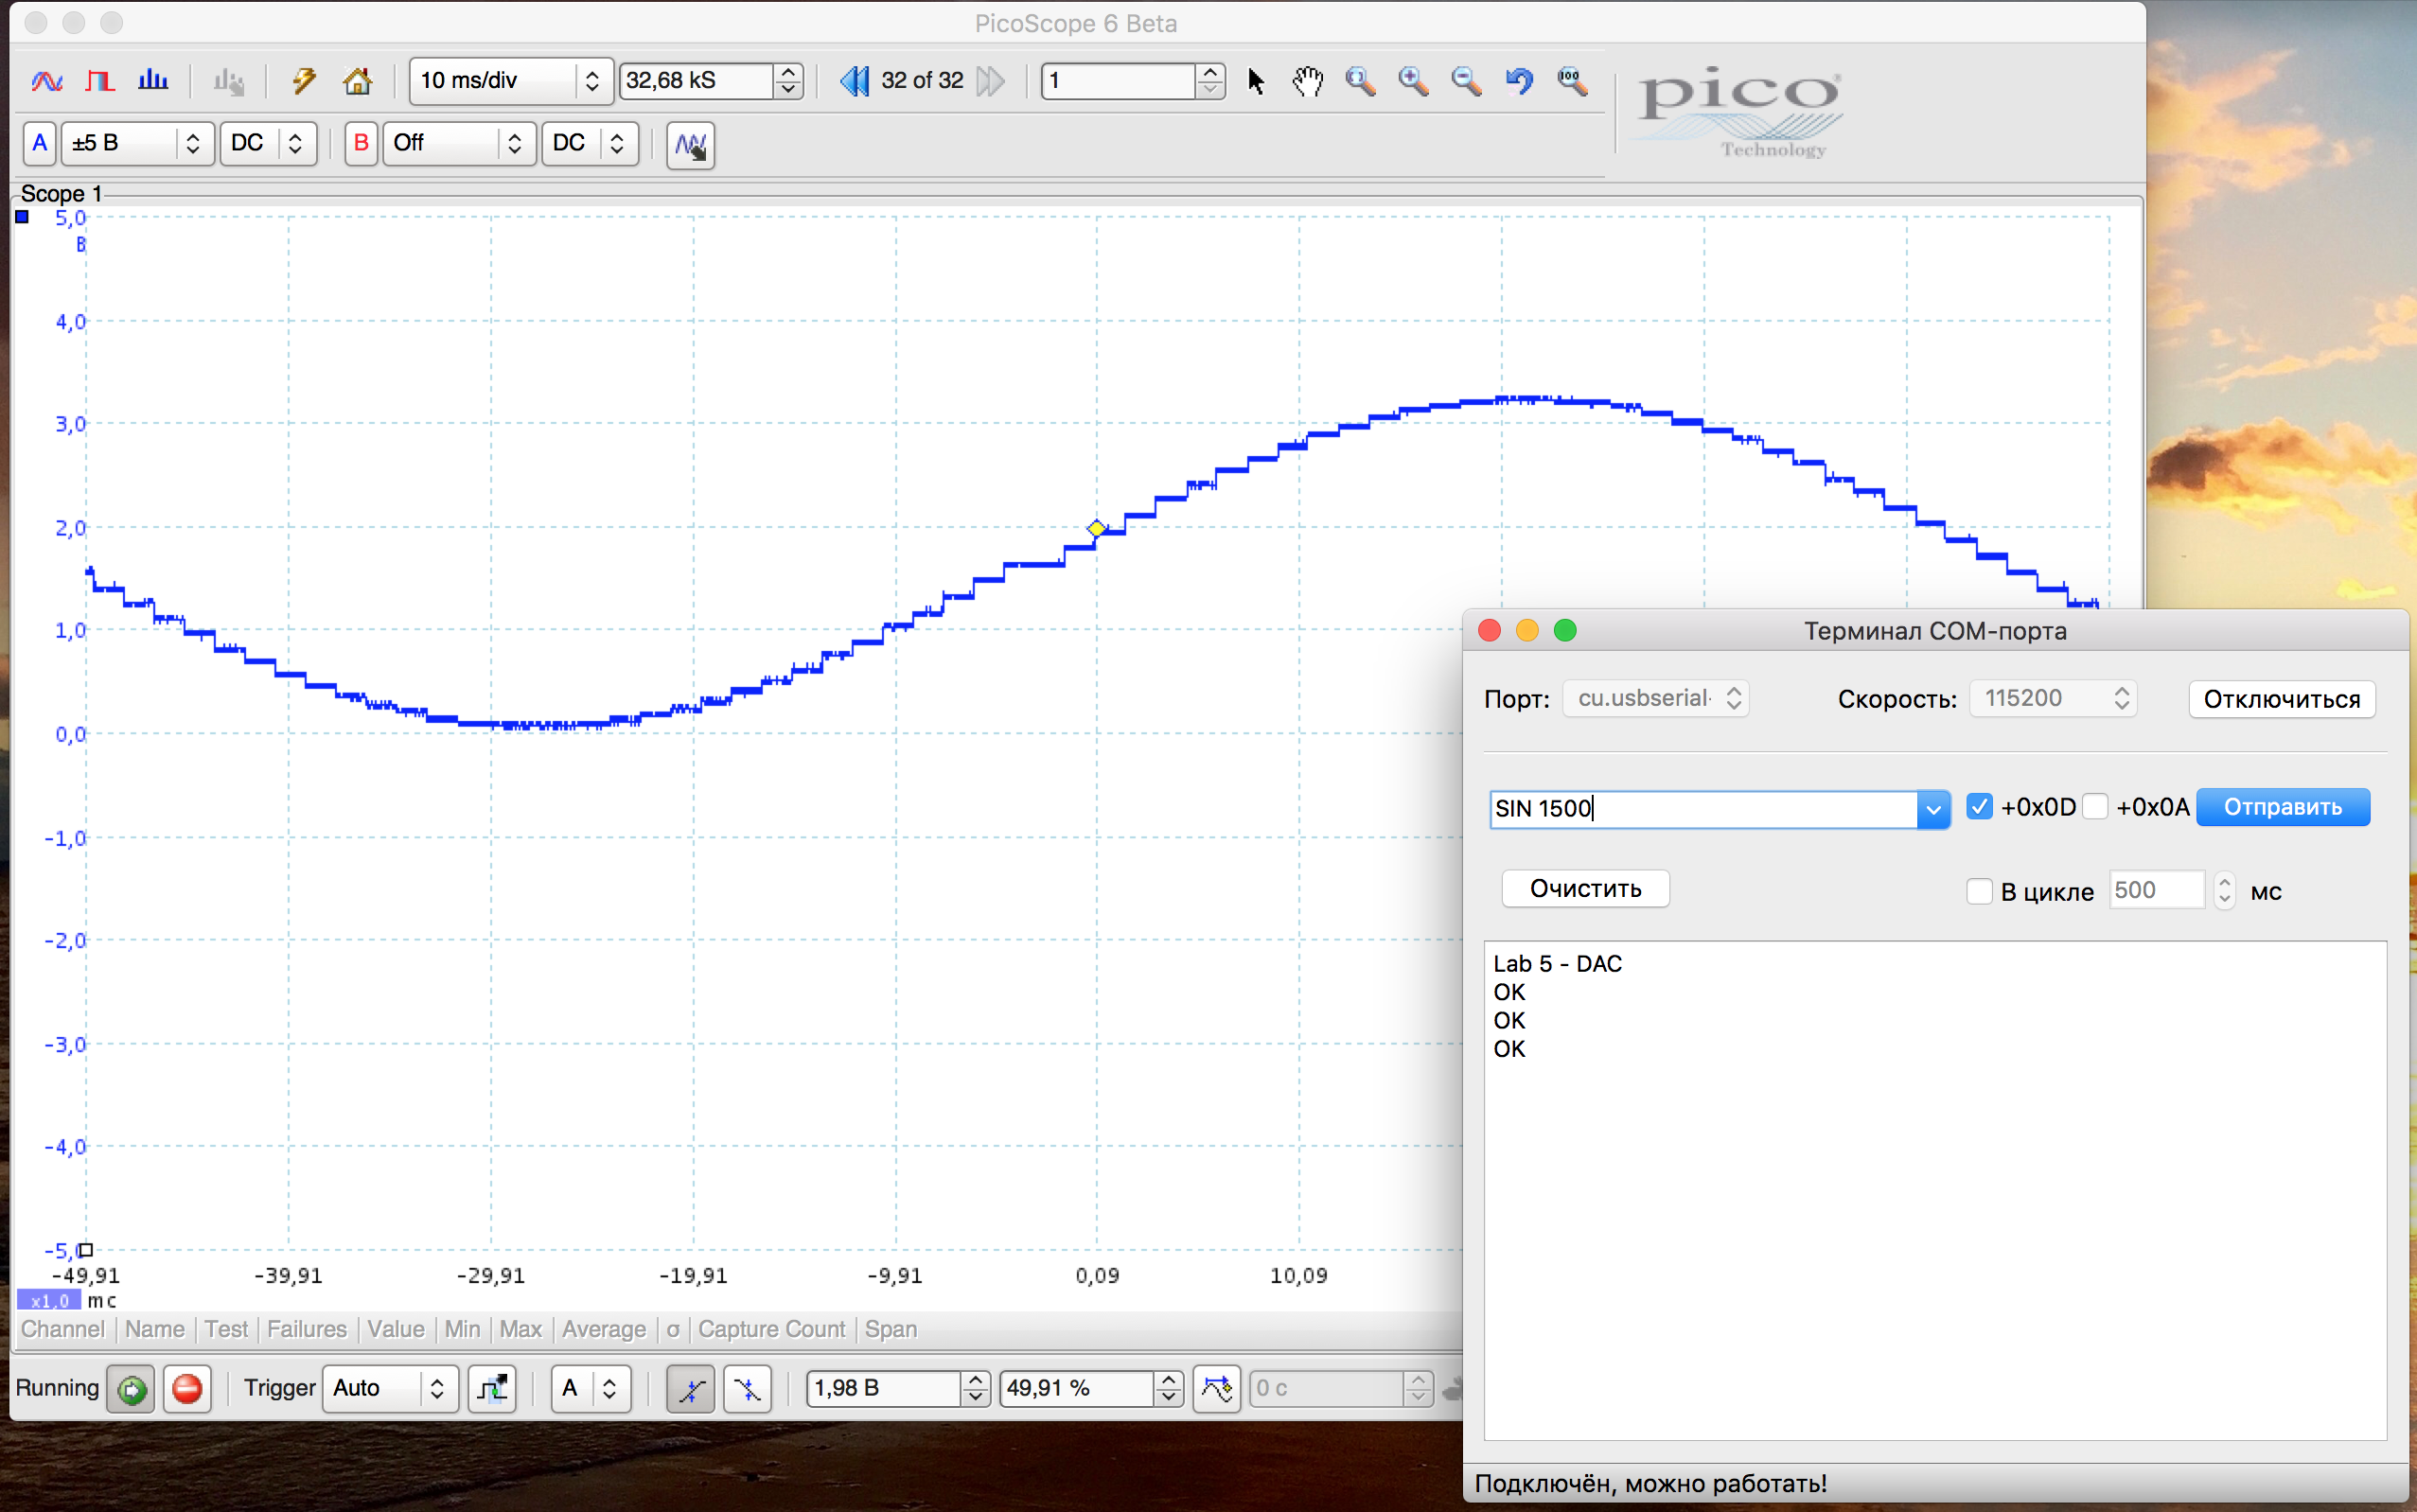 PicoScope 6 Beta
10 ms/div 32,68 kS 32 of 32 1 100
pico
Technology
A ±5 В DC B Off DC
Scope 1
5,0
В
4,0
3,0
2,0
1,0
0,0
-1,0
-2,0
-3,0
-4,0
-5,0
-49,91 -39,91 -29,91 -19,91 -9,91 0,09 10,09
x1,0 мс
Channel Name Test Failures Value Min Max Average σ Capture Count Span
Running Trigger Auto A 1,98 В 49,91 % 0 с
Терминал COM-порта
Порт: cu.usbserial- Скорость: 115200 Отключиться
SIN 1500 +0x0D +0x0A Отправить
Очистить В цикле 500 мс
Lab 5 - DAC
OK
OK
OK
Подключён, можно работать!